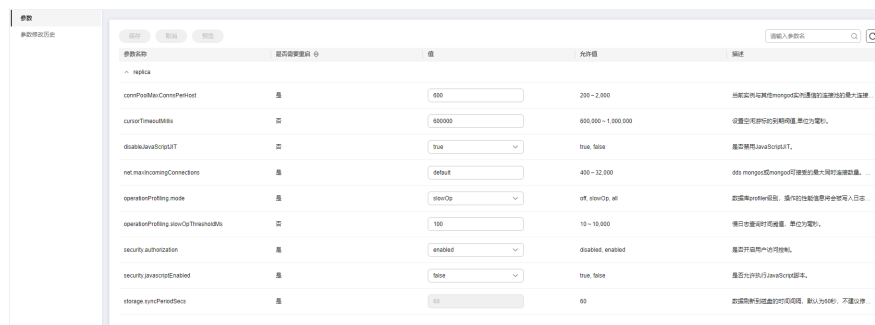 参数
参数修改历史
保存 取消 预览 请输入参数名
参数名称 是否需要重启 值 允许值 描述
replica
connPoolMaxConnsPerHost 是 600 200 ~ 2,000 当前实例与其他mongod实例通信的连接池的最大连接...
cursorTimeoutMillis 否 600000 600,000 ~ 1,000,000 设置空闲游标的到期阈值,单位为毫秒。
disableJavaScriptJIT 否 true true, false 是否禁用JavaScriptJIT。
net.maxIncomingConnections 是 default 400 ~ 32,000 dds mongos或mongod可接受的最大同时连接数量。...
operationProfiling.mode 是 slowOp off, slowOp, all 数据库profiler级别，操作的性能信息将会被写入日志...
operationProfiling.slowOpThresholdMs 否 100 10 ~ 10,000 慢日志查询时间阈值，单位为毫秒。
security.authorization 是 enabled disabled, enabled 是否开启用户访问控制。
security.javascriptEnabled 是 false true, false 是否允许执行JavaScript脚本。
storage.syncPeriodSecs 是 60 60 数据刷新到磁盘的时间间隔，默认为60秒，不建议修...